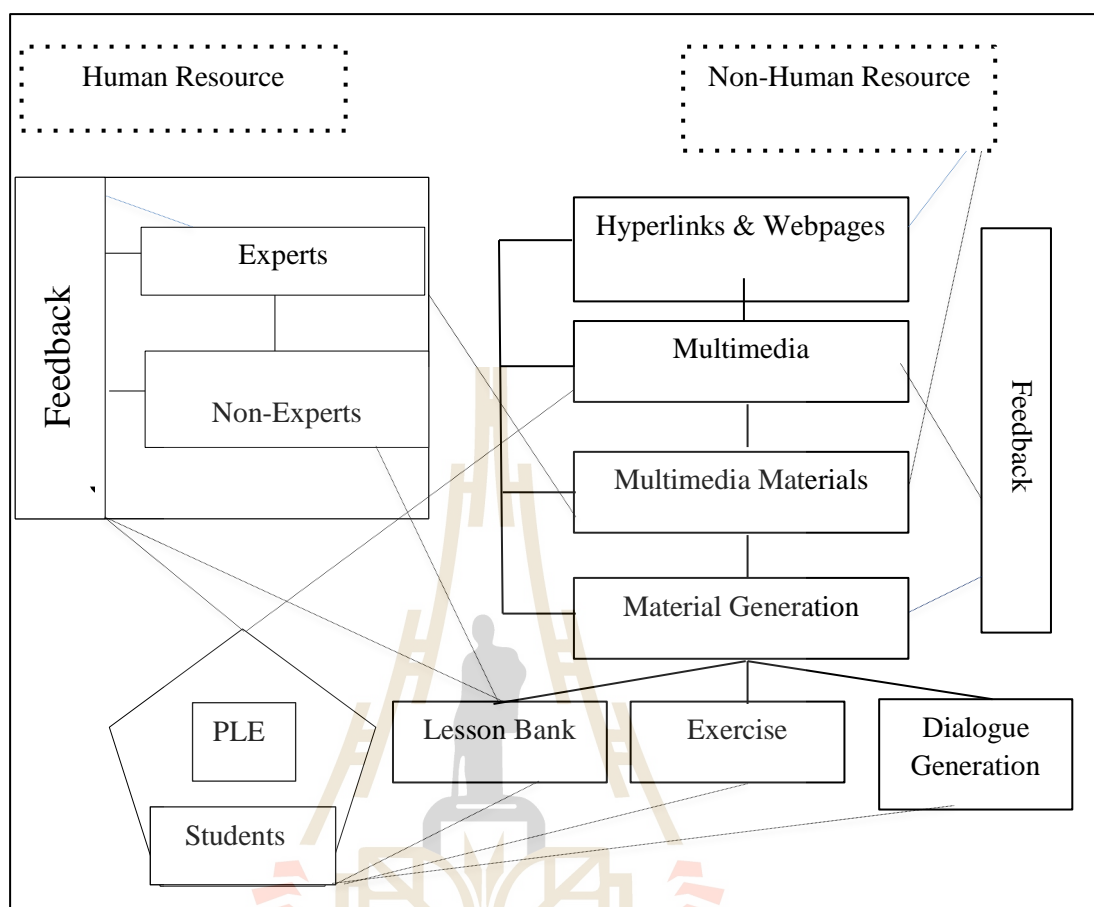 Human Resource
Non-Human Resource
Feedback
Experts
Non-Experts
Hyperlinks & Webpages
Multimedia
Multimedia Materials
Material Generation
Feedback
PLE
Students
Lesson Bank
Exercise
Dialogue
Generation